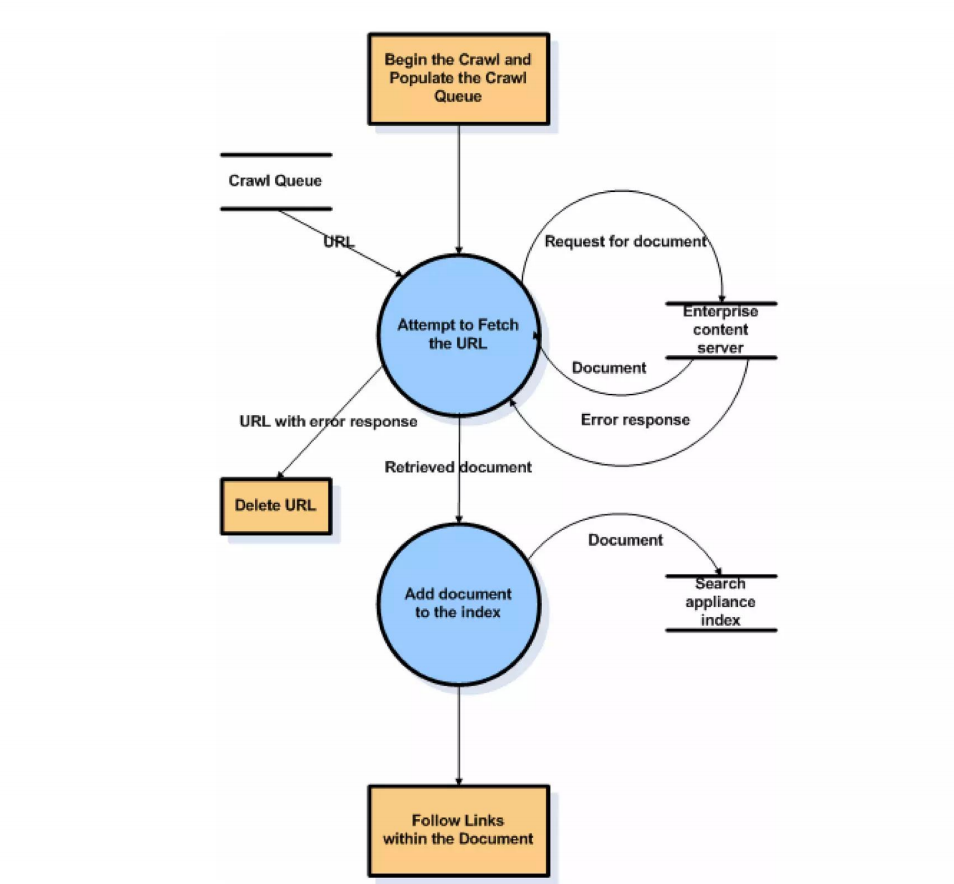 Begin the Crawl and
Populate the Crawl
Queue
Crawl Queue
URL
Request for document
Enterprise
content
server
Attempt to Fetch
the URL
Document
Error response
URL with error response
Retrieved document
Delete URL
Document
Search
appliance
index
Add document
to the index
Follow Links
within the Document